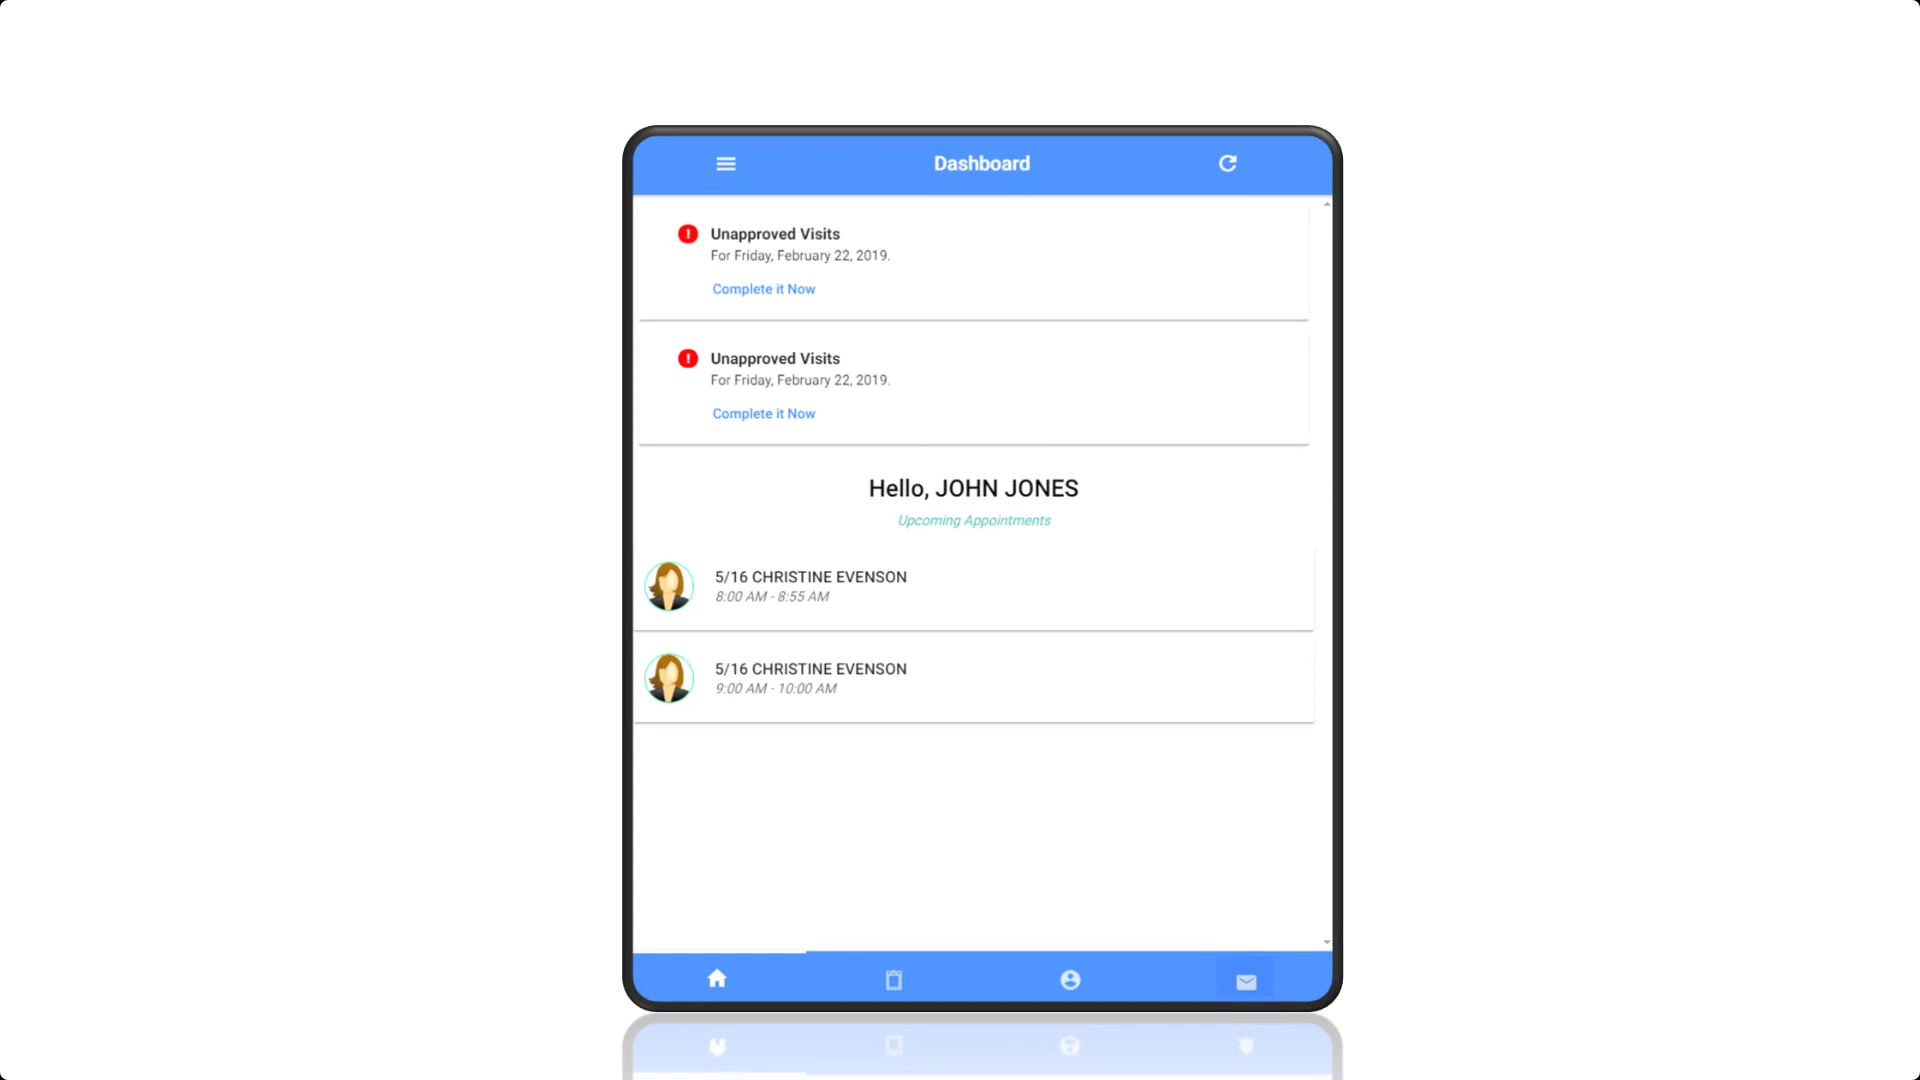 Dashboard
Unapproved Visits
For Friday, February 22, 2019.
Complete it Now
Unapproved Visits
For Friday, February 22, 2019.
Complete it Now
Hello, JOHN JONES
Upcoming Appointments
5/16 CHRISTINE EVENSON
8:00 AM - 8:55 AM
5/16 CHRISTINE EVENSON
9:00 AM - 10:00 AM